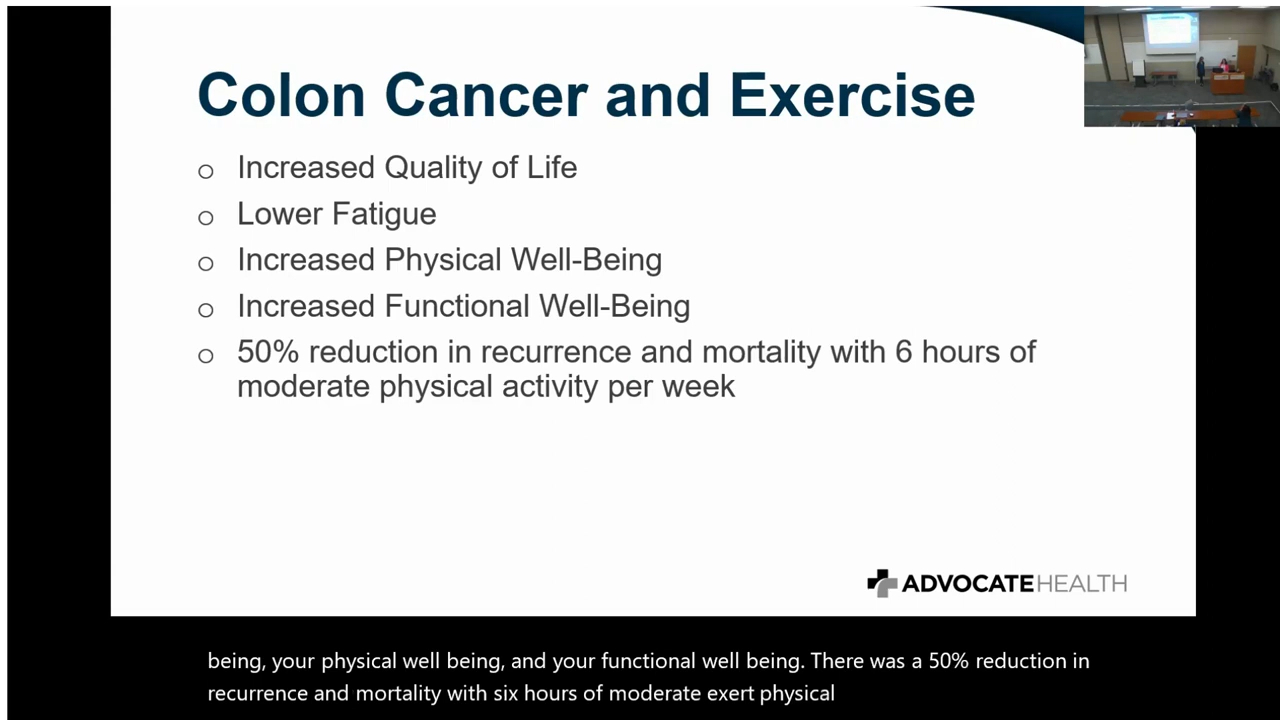 Colon Cancer and Exercise
o Increased Quality of Life
o Lower Fatigue
o Increased Physical Well-Being
o Increased Functional Well-Being
o 50% reduction in recurrence and mortality with 6 hours of
moderate physical activity per week
ADVOCATEHEALTH
being, your physical well being, and your functional well being. There was a 50% reduction in
recurrence and mortality with six hours of moderate exert physical